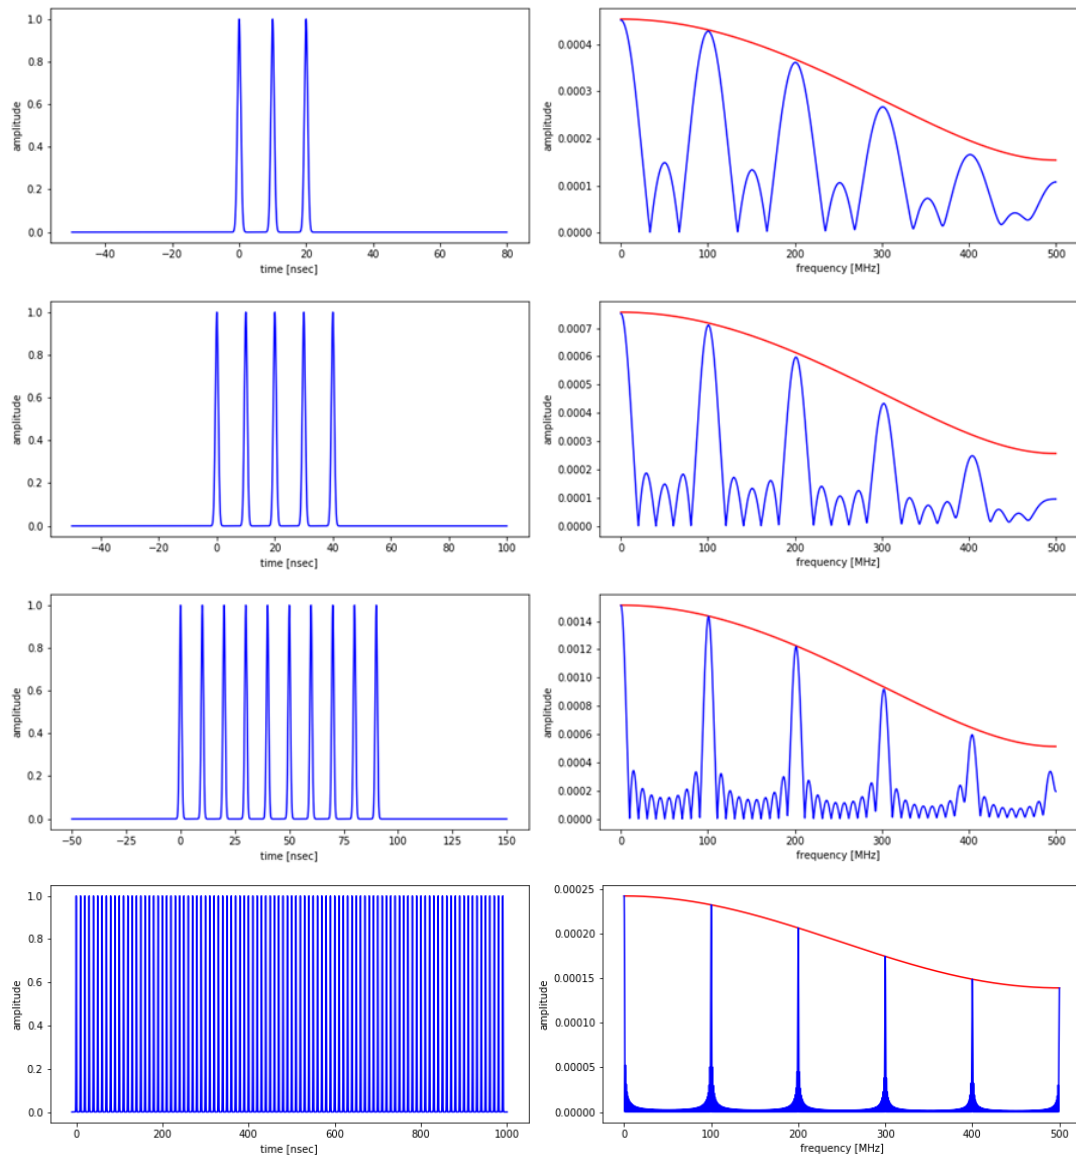 1.0
0.8
0.6
0.4
0.2
0.0
amplitude
−40 −20 0 20 40 60 80
time [nsec]
0.0004
0.0003
0.0002
0.0001
0.0000
amplitude
0 100 200 300 400 500
frequency [MHz]
1.0
0.8
0.6
0.4
0.2
0.0
amplitude
−40 −20 0 20 40 60 80 100
time [nsec]
0.0007
0.0006
0.0005
0.0004
0.0003
0.0002
0.0001
0.0000
amplitude
0 100 200 300 400 500
frequency [MHz]
1.0
0.8
0.6
0.4
0.2
0.0
amplitude
−50 −25 0 25 50 75 100 125 150
time [nsec]
0.0014
0.0012
0.0010
0.0008
0.0006
0.0004
0.0002
0.0000
amplitude
0 100 200 300 400 500
frequency [MHz]
1.0
0.8
0.6
0.4
0.2
0.0
amplitude
0 200 400 600 800 1000
time [nsec]
0.00025
0.00020
0.00015
0.00010
0.00005
0.00000
amplitude
0 100 200 300 400 500
frequency [MHz]